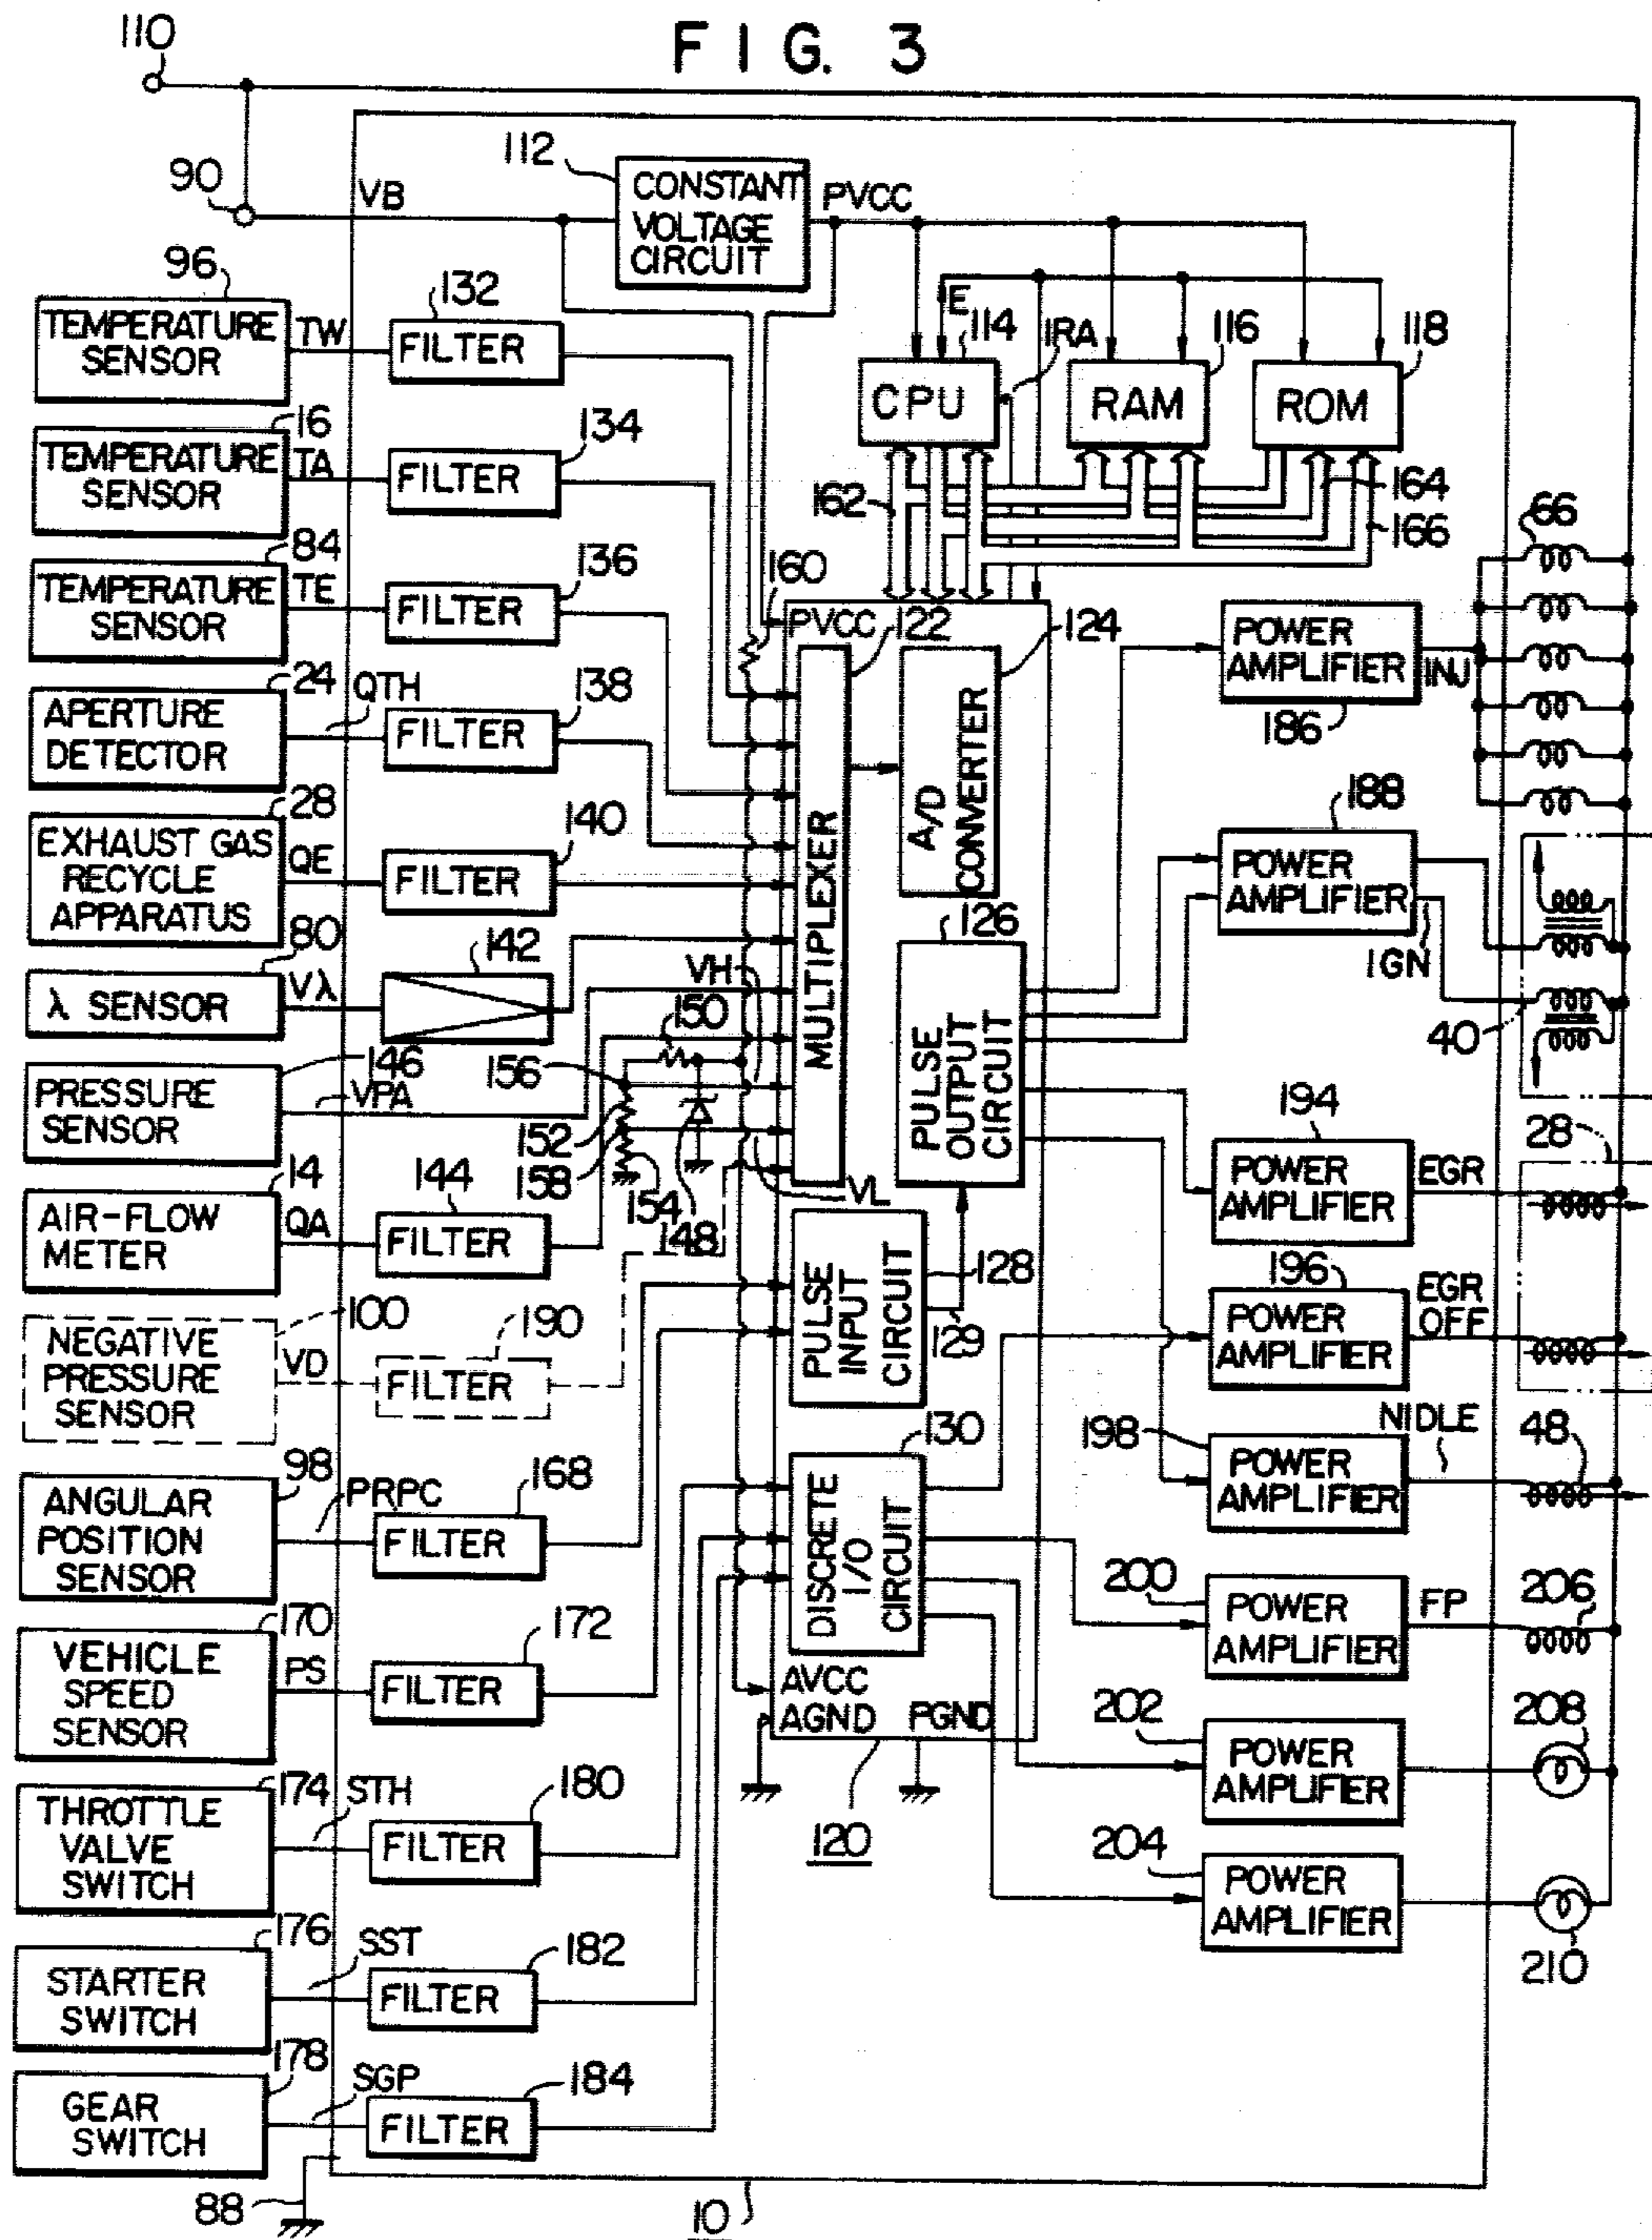 FIG. 3
110
90
VB
112
CONSTANT
VOLTAGE
CIRCUIT
PVCC
96
TEMPERATURE
SENSOR
TW
132
FILTER
E
114
CPU
IRA
116
RAM
118
ROM
16
TEMPERATURE
SENSOR
TA
134
FILTER
162
164
166
66
84
TEMPERATURE
SENSOR
TE
136
FILTER
160
PVCC
122
MULTIPLEXER
124
A/D
CONVERTER
POWER
AMPLIFIER
INJ
186
24
APERTURE
DETECTOR
QTH
138
FILTER
28
EXHAUST GAS
RECYCLE
APPARATUS
QE
140
FILTER
188
POWER
AMPLIFIER
IGN
40
80
λ SENSOR
Vλ
142
VH
150
126
PULSE
OUTPUT
CIRCUIT
146
PRESSURE
SENSOR
VPA
156
152
158
154
148
VL
194
POWER
AMPLIFIER
EGR
28
14
AIR-FLOW
METER
QA
144
FILTER
PULSE
INPUT
CIRCUIT
128
129
196
POWER
AMPLIFIER
EGR
OFF
100
NEGATIVE
PRESSURE
SENSOR
VD
190
FILTER
98
ANGULAR
POSITION
SENSOR
PRPC
168
FILTER
130
DISCRETE
I/O
CIRCUIT
198
POWER
AMPLIFIER
NIDLE
48
170
VEHICLE
SPEED
SENSOR
PS
172
FILTER
AVCC
AGND
PGND
120
200
POWER
AMPLIFIER
FP
206
202
POWER
AMPLIFIER
208
174
THROTTLE
VALVE
SWITCH
STH
180
FILTER
204
POWER
AMPLIFIER
210
176
STARTER
SWITCH
SST
182
FILTER
178
GEAR
SWITCH
SGP
184
FILTER
88
10